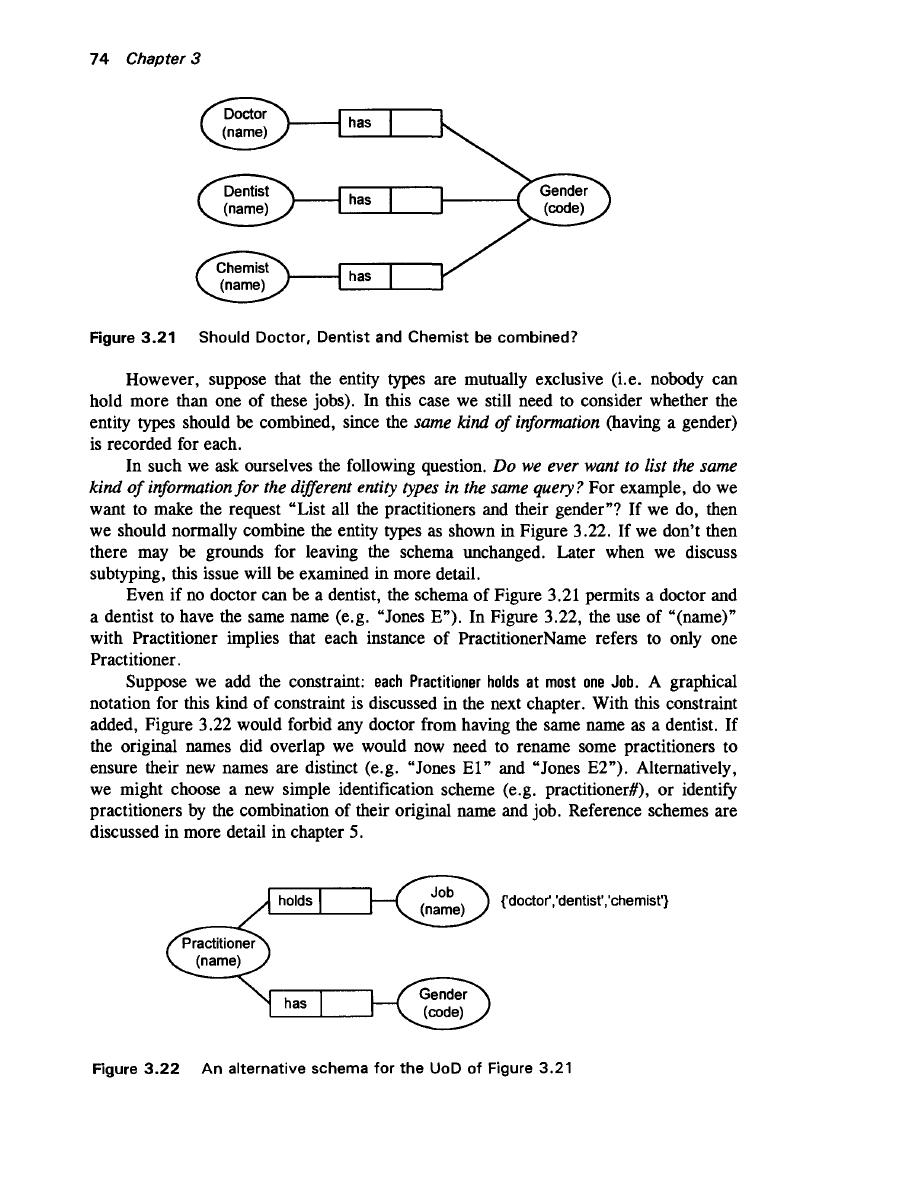 74 Chapter 3
Doctor
(name)
has
Dentist
(name)
has
Gender
(code)
Chemist
(name)
has
Figure 3.21 Should Doctor, Dentist and Chemist be combined?
However, suppose that the entity types are mutually exclusive (i.e. nobody can
hold more than one of these jobs). In this case we still need to consider whether the
entity types should be combined, since the same kind of information (having a gender)
is recorded for each.
In such we ask ourselves the following question. Do we ever want to list the same
kind of information for the different entity types in the same query? For example, do we
want to make the request “List all the practitioners and their gender”? If we do, then
we should normally combine the entity types as shown in Figure 3.22. If we don’t then
there may be grounds for leaving the schema unchanged. Later when we discuss
subtyping, this issue will be examined in more detail.
Even if no doctor can be a dentist, the schema of Figure 3.21 permits a doctor and
a dentist to have the same name (e.g. “Jones E”). In Figure 3.22, the use of “(name)”
with Practitioner implies that each instance of PractitionerName refers to only one
Practitioner.
Suppose we add the constraint: each Practitioner holds at most one Job. A graphical
notation for this kind of constraint is discussed in the next chapter. With this constraint
added, Figure 3.22 would forbid any doctor from having the same name as a dentist. If
the original names did overlap we would now need to rename some practitioners to
ensure their new names are distinct (e.g. “Jones E1” and “Jones E2”). Alternatively,
we might choose a new simple identification scheme (e.g. practitioner#), or identify
practitioners by the combination of their original name and job. Reference schemes are
discussed in more detail in chapter 5.
holds
Job
(name)
{'doctor','dentist','chemist'}
Practitioner
(name)
has
Gender
(code)
Figure 3.22 An alternative schema for the UoD of Figure 3.21